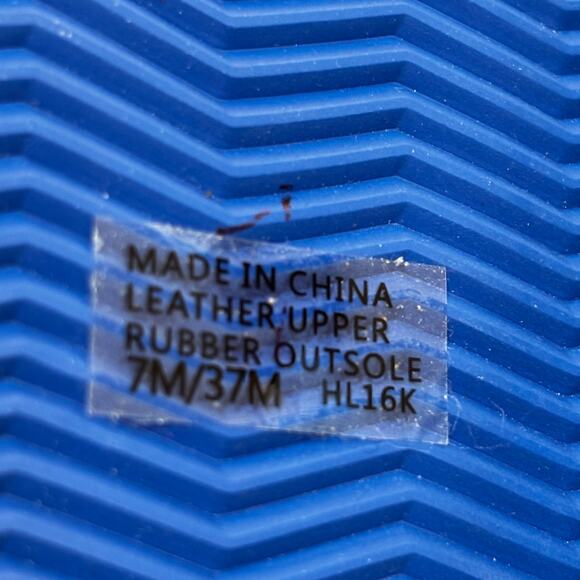 MADE IN CHINA
LEATHER UPPER
RUBBER OUTSOLE
7M/37M HL16K